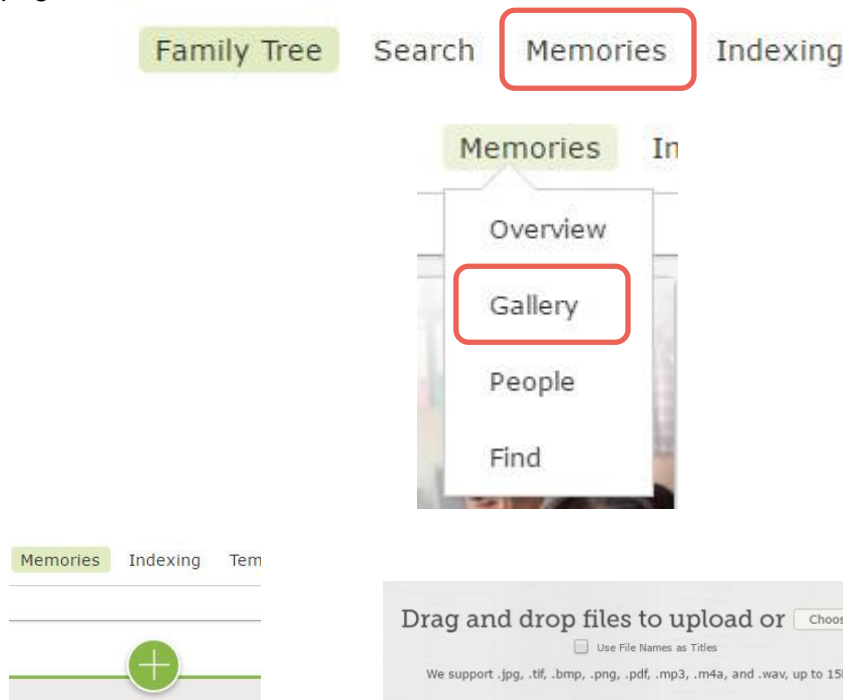 Family Tree Search Memories Indexing
Memories
Overview
Gallery
People
Find
Memories Indexing
Drag and drop files to upload or
Use File Names as Titles
We support .jpg, .tif, .bmp, .png, .pdf, .mp3, .m4a, and .wav, up to